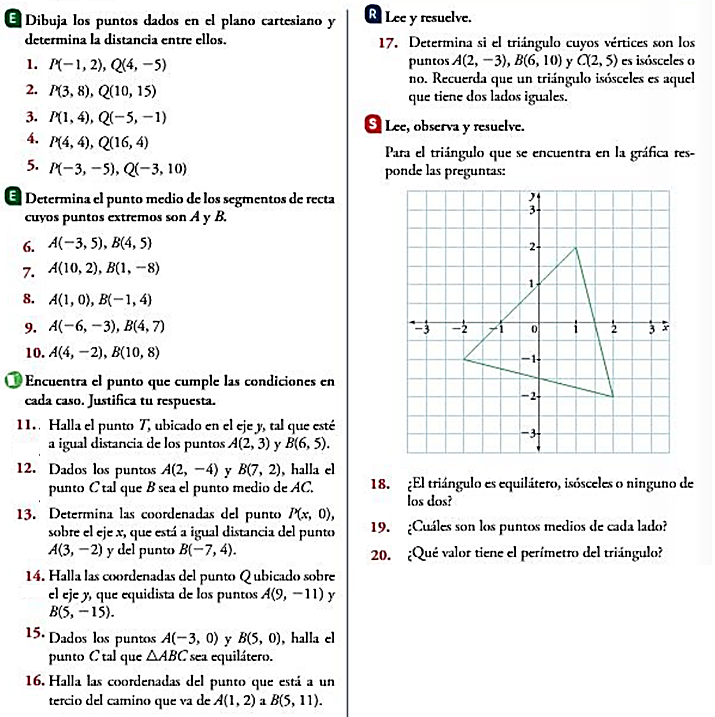 E Dibuja los puntos dados en el plano cartesiano y
determina la distancia entre ellos.
1. P(−1, 2), Q(4, −5)
2. P(3, 8), Q(10, 15)
3. P(1, 4), Q(−5, −1)
4. P(4, 4), Q(16, 4)
5. P(−3, −5), Q(−3, 10)
E Determina el punto medio de los segmentos de recta
cuyos puntos extremos son A y B.
6. A(−3, 5), B(4, 5)
7. A(10, 2), B(1, −8)
8. A(1, 0), B(−1, 4)
9. A(−6, −3), B(4, 7)
10. A(4, −2), B(10, 8)
Encuentra el punto que cumple las condiciones en
cada caso. Justifica tu respuesta.
11. Halla el punto T, ubicado en el eje y, tal que esté
a igual distancia de los puntos A(2, 3) y B(6, 5).
12. Dados los puntos A(2, −4) y B(7, 2), halla el
punto C tal que B sea el punto medio de AC.
13. Determina las coordenadas del punto P(x, 0),
sobre el eje x, que está a igual distancia del punto
A(3, −2) y del punto B(−7, 4).
14. Halla las coordenadas del punto Q ubicado sobre
el eje y, que equidista de los puntos A(9, −11) y
B(5, −15).
15. Dados los puntos A(−3, 0) y B(5, 0), halla el
punto C tal que △ABC sea equilátero.
16. Halla las coordenadas del punto que está a un
tercio del camino que va de A(1, 2) a B(5, 11).
R Lee y resuelve.
17. Determina si el triángulo cuyos vértices son los
puntos A(2, −3), B(6, 10) y C(2, 5) es isósceles o
no. Recuerda que un triángulo isósceles es aquel
que tiene dos lados iguales.
S Lee, observa y resuelve.
Para el triángulo que se encuentra en la gráfica res-
ponde las preguntas:
y
3
2
1
−3 −2 −1 0 1 2 3 x
−1
−2
−3
18. ¿El triángulo es equilátero, isósceles o ninguno de
los dos?
19. ¿Cuáles son los puntos medios de cada lado?
20. ¿Qué valor tiene el perímetro del triángulo?